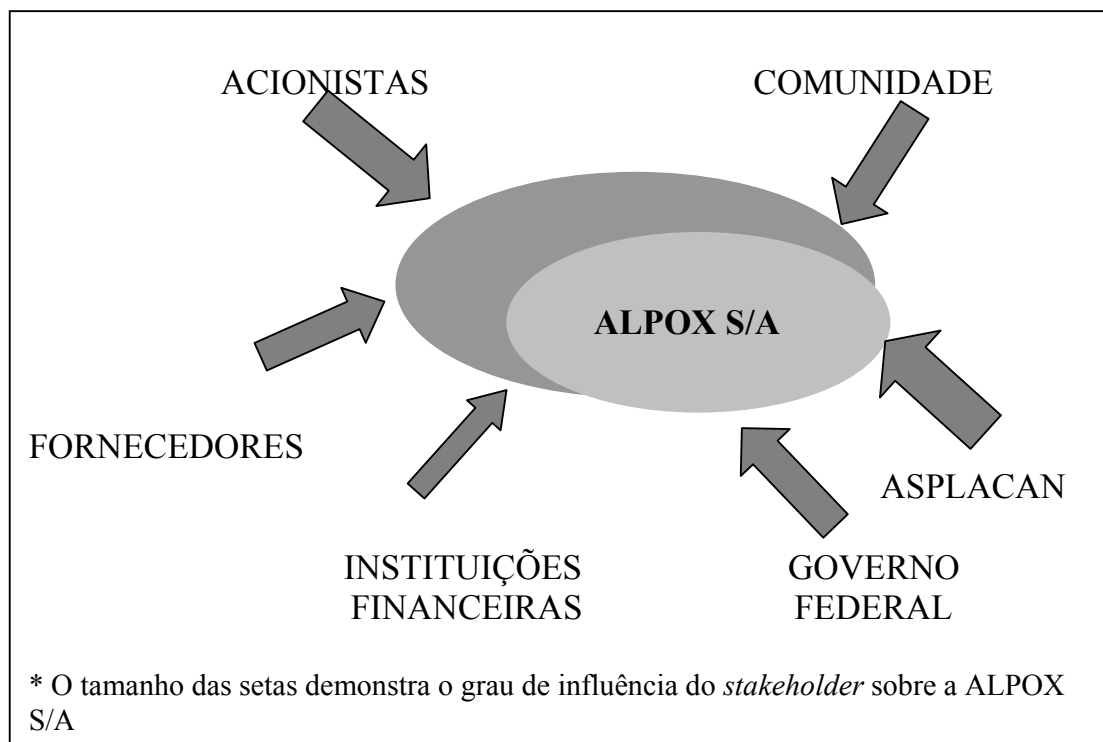 ACIONISTAS
COMUNIDADE
ALPOX S/A
FORNECEDORES
ASPLACAN
INSTITUIÇÕES
FINANCEIRAS
GOVERNO
FEDERAL
* O tamanho das setas demonstra o grau de influência do stakeholder sobre a ALPOX
S/A